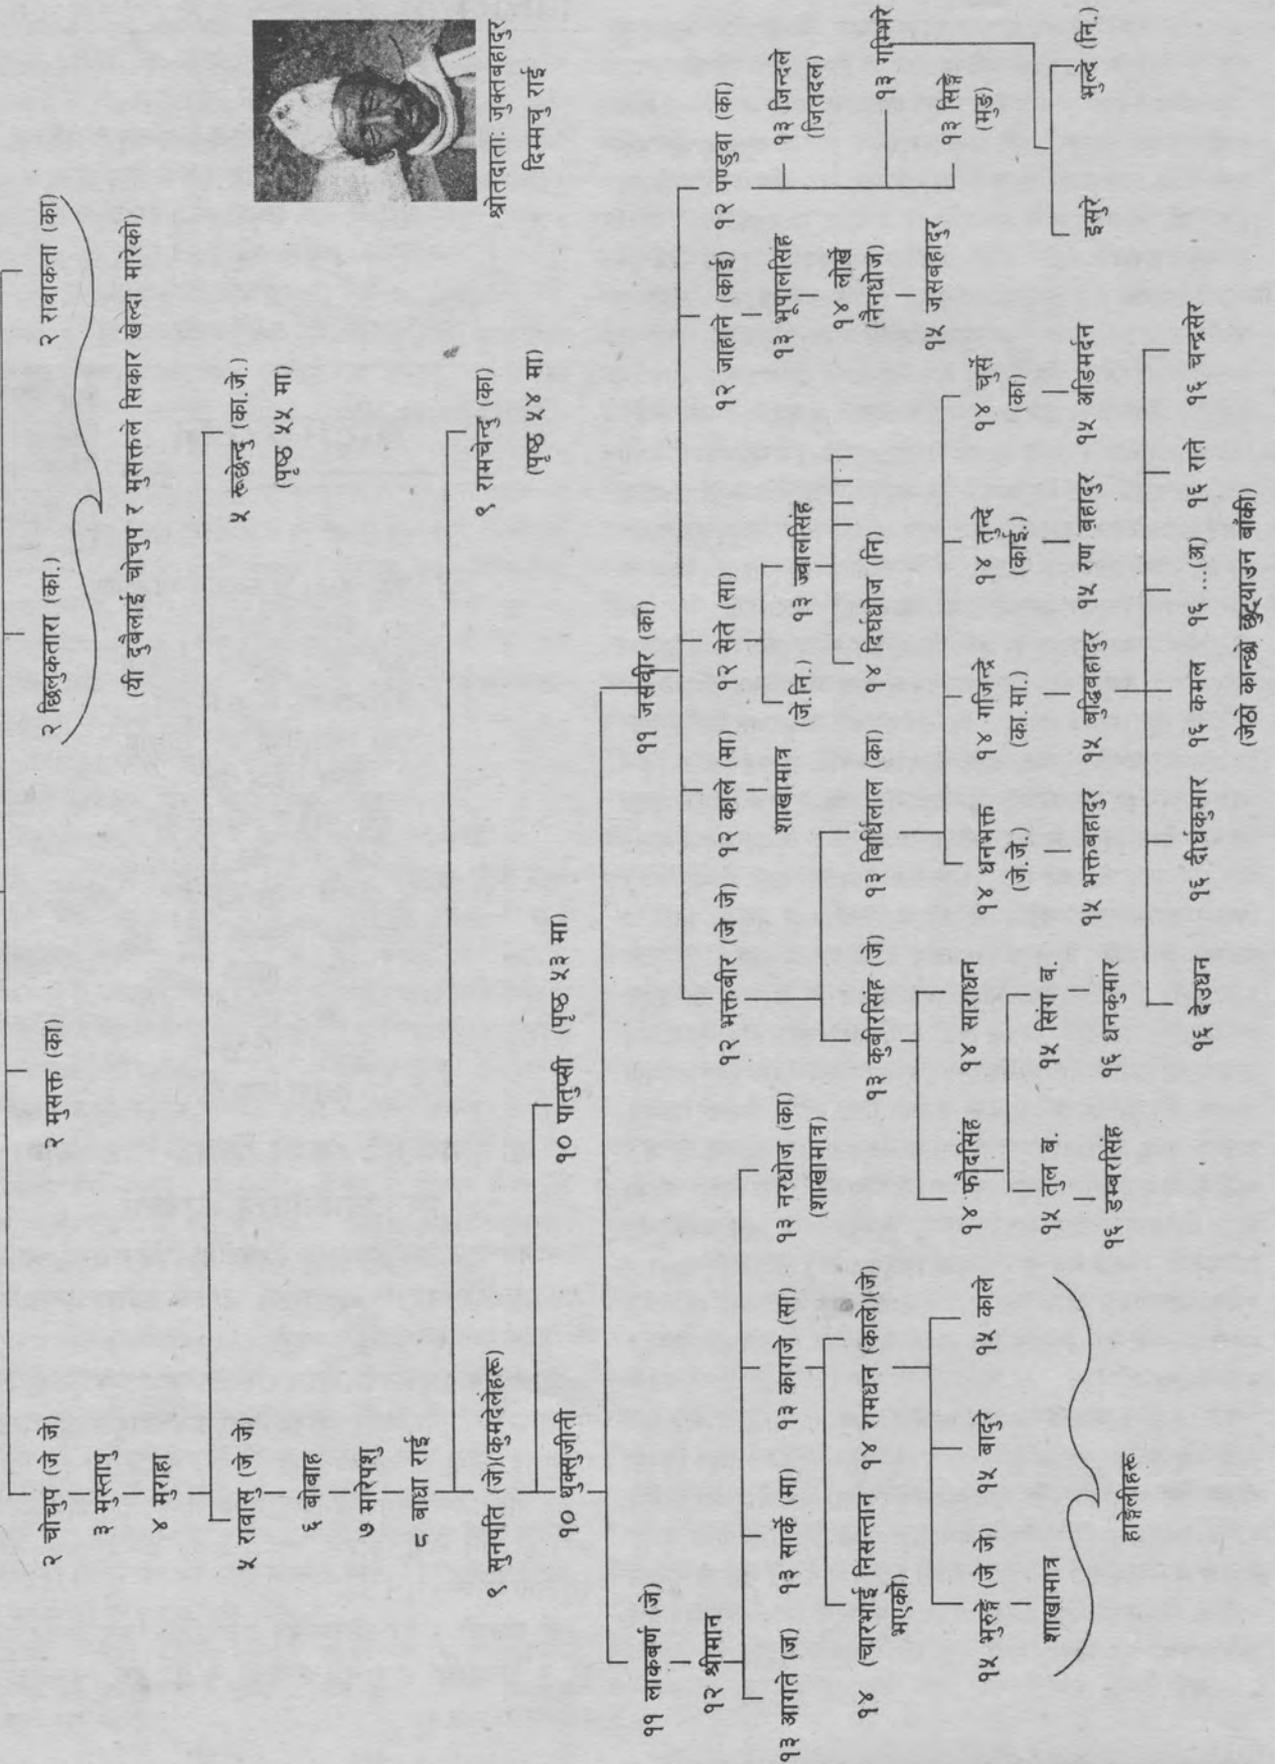 २ चोचुप (जे जे)
२ मुसक्त (का)
२ छिलुकतारा (का.)
२ राबाकता (का)
(यी दुबैलाई चोचुप र मुसक्तले सिकार खेल्दा मारेको)
श्रोतदाताः जुक्तबहादुर
दिम्मचु राई
३ मुस्तापु
४ मुराहा
५ रावासु (जे जे)
५ रूछेन्दु (का.जे.)
(पृष्ठ ५५ मा)
६ बोबाह
७ मारेपशु
८ बाघा राई
९ सुनपति (जे)(कुमदेलेहरू)
९ रामचेन्दु (का)
(पृष्ठ ५४ मा)
१० थुक्सुजीती
१० पातुप्सी (पृष्ठ ५३ मा)
११ लाकबर्ण (जे)
११ जसवीर (का)
१२ श्रीमान
१२ भक्तबीर (जे जे)
१२ काले (मा)
१२ सेते (सा)
१२ जाहाने (काई)
१२ पण्डुवा (का)
शाखामात्र
१३ आगते (ज)
१३ सार्के (मा)
१३ कागजे (सा)
१३ नरधोज (का)
(शाखामात्र)
१३ कुबीरसिंह (जे)
१३ बिर्धिलाल (का)
(जे.नि.)
१३ ज्वालसिंह
१३ भूपालसिंह
१३ जिन्दले
(जितदल)
१३ गम्भिरे
१३ सिङ्गे
(मुङ)
१४ (चारभाई निसन्तान
भएको)
१४ रामधन (काले)(जे)
१४ फौदसिंह
१४ साराधन
१४ धनभक्त
(जे.जे.)
१४ गजिन्द्रे
(का.मा.)
१४ तुन्दे
(काई.)
१४ चुर्से
(का)
१४ दिर्घधोज (नि)
१४ लोर्खे
(नैनधोज)
इसुरे
भुल्दे (नि.)
१५ भुरुङ्गे (जे जे)
१५ बादुरे
१५ काले
शाखामात्र
हाङ्गेलीहरू
१५ तुल ब.
१५ सिंग ब.
१५ भक्तबहादुर
१५ बुद्धिबहादुर
१५ रण बहादुर
१५ अडिमर्दन
१५ जसबहादुर
१६ डम्बरसिंह
१६ धनकुमार
१६ देउधन
१६ दीर्घकुमार
१६ कमल
१६ ...(अ)
१६ राते
१६ चन्द्रसेर
(जेठो कान्छो छुट्याउन बाँकी)